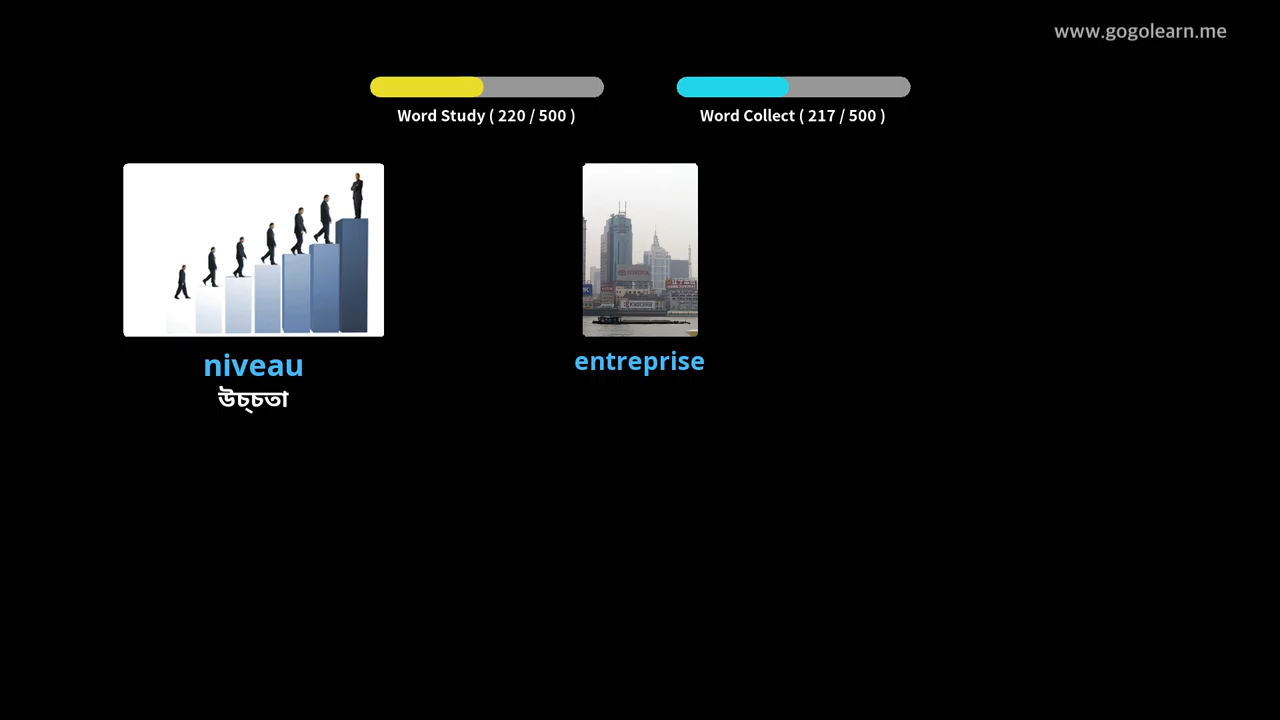 www.gogolearn.me
Word Study ( 220 / 500 )
Word Collect ( 217 / 500 )
niveau
উচ্চতা
entreprise